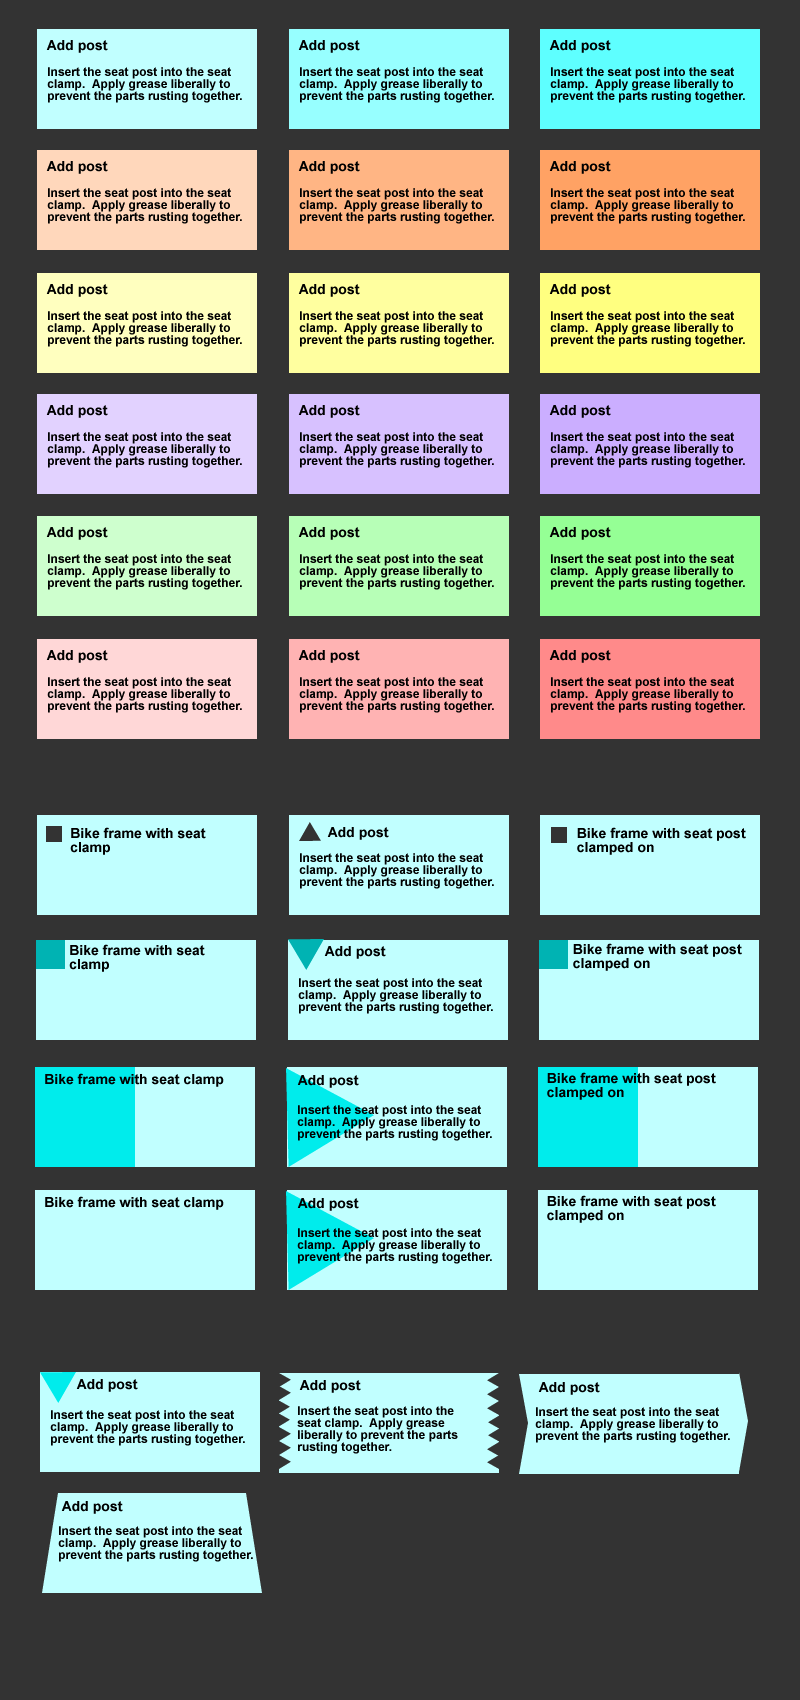 Add post
Insert the seat post into the seat
clamp.  Apply grease liberally to
prevent the parts rusting together.
Add post
Insert the seat post into the seat
clamp.  Apply grease liberally to
prevent the parts rusting together.
Add post
Insert the seat post into the seat
clamp.  Apply grease liberally to
prevent the parts rusting together.
Add post
Insert the seat post into the seat
clamp.  Apply grease liberally to
prevent the parts rusting together.
Add post
Insert the seat post into the seat
clamp.  Apply grease liberally to
prevent the parts rusting together.
Add post
Insert the seat post into the seat
clamp.  Apply grease liberally to
prevent the parts rusting together.
Add post
Insert the seat post into the seat
clamp.  Apply grease liberally to
prevent the parts rusting together.
Add post
Insert the seat post into the seat
clamp.  Apply grease liberally to
prevent the parts rusting together.
Add post
Insert the seat post into the seat
clamp.  Apply grease liberally to
prevent the parts rusting together.
Add post
Insert the seat post into the seat
clamp.  Apply grease liberally to
prevent the parts rusting together.
Add post
Insert the seat post into the seat
clamp.  Apply grease liberally to
prevent the parts rusting together.
Add post
Insert the seat post into the seat
clamp.  Apply grease liberally to
prevent the parts rusting together.
Add post
Insert the seat post into the seat
clamp.  Apply grease liberally to
prevent the parts rusting together.
Add post
Insert the seat post into the seat
clamp.  Apply grease liberally to
prevent the parts rusting together.
Add post
Insert the seat post into the seat
clamp.  Apply grease liberally to
prevent the parts rusting together.
Add post
Insert the seat post into the seat
clamp.  Apply grease liberally to
prevent the parts rusting together.
Add post
Insert the seat post into the seat
clamp.  Apply grease liberally to
prevent the parts rusting together.
Add post
Insert the seat post into the seat
clamp.  Apply grease liberally to
prevent the parts rusting together.
Bike frame with seat
clamp
Add post
Insert the seat post into the seat
clamp.  Apply grease liberally to
prevent the parts rusting together.
Bike frame with seat post
clamped on
Bike frame with seat
clamp
Add post
Insert the seat post into the seat
clamp.  Apply grease liberally to
prevent the parts rusting together.
Bike frame with seat post
clamped on
Bike frame with seat clamp
Add post
Insert the seat post into the seat
clamp.  Apply grease liberally to
prevent the parts rusting together.
Bike frame with seat post
clamped on
Bike frame with seat clamp
Add post
Insert the seat post into the seat
clamp.  Apply grease liberally to
prevent the parts rusting together.
Bike frame with seat post
clamped on
Add post
Insert the seat post into the seat
clamp.  Apply grease liberally to
prevent the parts rusting together.
Add post
Insert the seat post into the
seat clamp.  Apply grease
liberally to prevent the parts
rusting together.
Add post
Insert the seat post into the seat
clamp.  Apply grease liberally to
prevent the parts rusting together.
Add post
Insert the seat post into the seat
clamp.  Apply grease liberally to
prevent the parts rusting together.